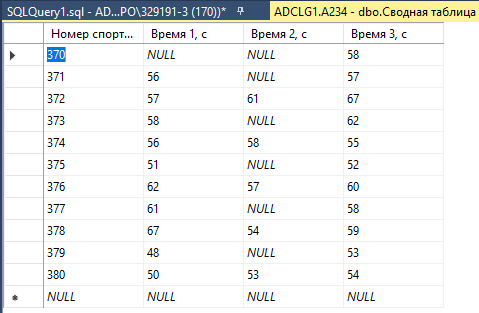 SQLQuery1.sql - AD...PO\329191-3 (170))* ADCLG1.A234 - dbo.Сводная таблица
Номер спорт... Время 1, с Время 2, с Время 3, с
370 NULL NULL 58
371 56 NULL 57
372 57 61 67
373 58 NULL 62
374 56 58 55
375 51 NULL 52
376 62 57 60
377 61 NULL 58
378 67 54 59
379 48 NULL 53
380 50 53 54
NULL NULL NULL NULL